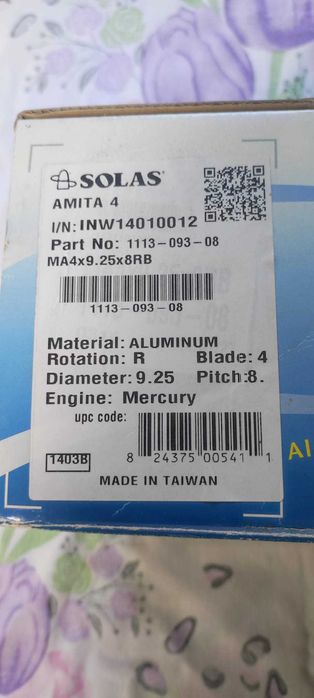 SOLAS
AMITA 4
I/N: INW14010012
Part No: 1113-093-08
MA4x9.25x8RB
1113-093-08
Material: ALUMINUM
Rotation: R Blade: 4
Diameter: 9.25 Pitch: 8.
Engine: Mercury
upc code:
1403B
8 24375 00541 1
MADE IN TAIWAN